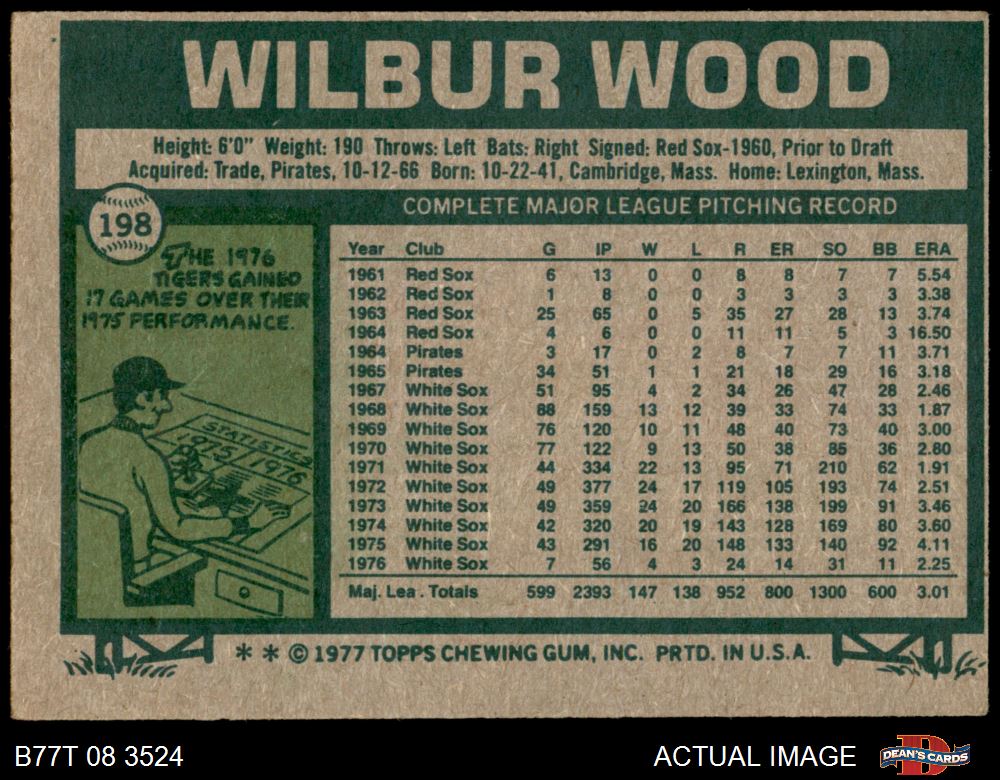 WILBUR WOOD
Height: 6'0" Weight: 190 Throws: Left Bats: Right Signed: Red Sox-1960, Prior to Draft
Acquired: Trade, Pirates, 10-12-66 Born: 10-22-41, Cambridge, Mass. Home: Lexington, Mass.
198
THE 1976
TIGERS GAINED
17 GAMES OVER THEIR
1975 PERFORMANCE.
STATISTICS
1975/1976
COMPLETE MAJOR LEAGUE PITCHING RECORD
Year Club G IP W L R ER SO BB ERA
1961 Red Sox 6 13 0 0 8 8 7 7 5.54
1962 Red Sox 1 8 0 0 3 3 3 3 3.38
1963 Red Sox 25 65 0 5 35 27 28 13 3.74
1964 Red Sox 4 6 0 0 11 11 5 3 16.50
1964 Pirates 3 17 0 2 8 7 7 11 3.71
1965 Pirates 34 51 1 1 21 18 29 16 3.18
1967 White Sox 51 95 4 2 34 26 47 28 2.46
1968 White Sox 88 159 13 12 39 33 74 33 1.87
1969 White Sox 76 120 10 11 48 40 73 40 3.00
1970 White Sox 77 122 9 13 50 38 85 36 2.80
1971 White Sox 44 334 22 13 95 71 210 62 1.91
1972 White Sox 49 377 24 17 119 105 193 74 2.51
1973 White Sox 49 359 24 20 166 138 199 91 3.46
1974 White Sox 42 320 20 19 143 128 169 80 3.60
1975 White Sox 43 291 16 20 148 133 140 92 4.11
1976 White Sox 7 56 4 3 24 14 31 11 2.25
Maj. Lea . Totals 599 2393 147 138 952 800 1300 600 3.01
* * © 1977 TOPPS CHEWING GUM, INC. PRTD. IN U.S.A.
B77T 08 3524
ACTUAL IMAGE
DEAN'S CARDS